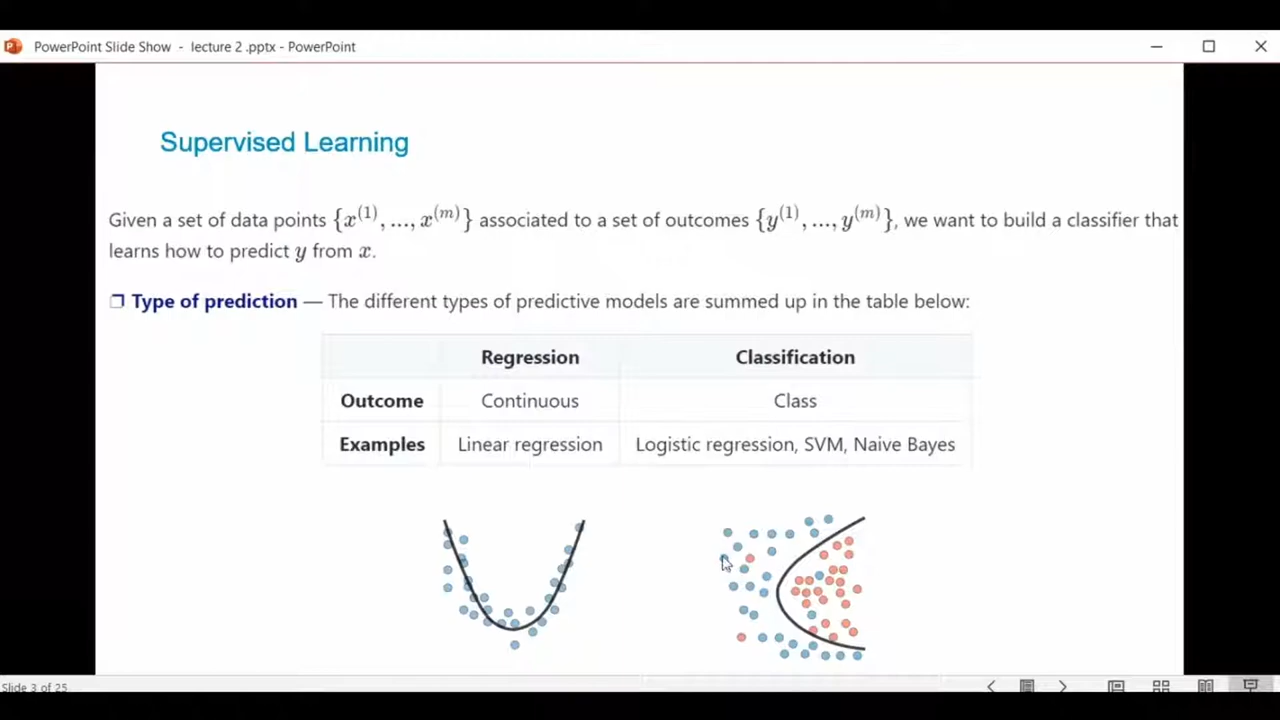 PowerPoint Slide Show - lecture 2 .pptx - PowerPoint
Supervised Learning
Given a set of data points {x⁽¹⁾, ..., x⁽ᵐ⁾} associated to a set of outcomes {y⁽¹⁾, ..., y⁽ᵐ⁾}, we want to build a classifier that
learns how to predict y from x.
❐ Type of prediction — The different types of predictive models are summed up in the table below:
Regression Classification
Outcome Continuous Class
Examples Linear regression Logistic regression, SVM, Naive Bayes
Slide 3 of 25